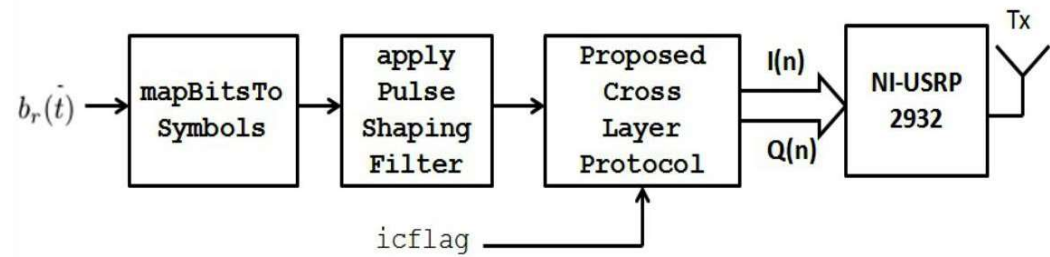 b_r(t)
mapBitsTo
Symbols
apply
Pulse
Shaping
Filter
Proposed
Cross
Layer
Protocol
I(n)
Q(n)
NI-USRP
2932
Tx
icflag